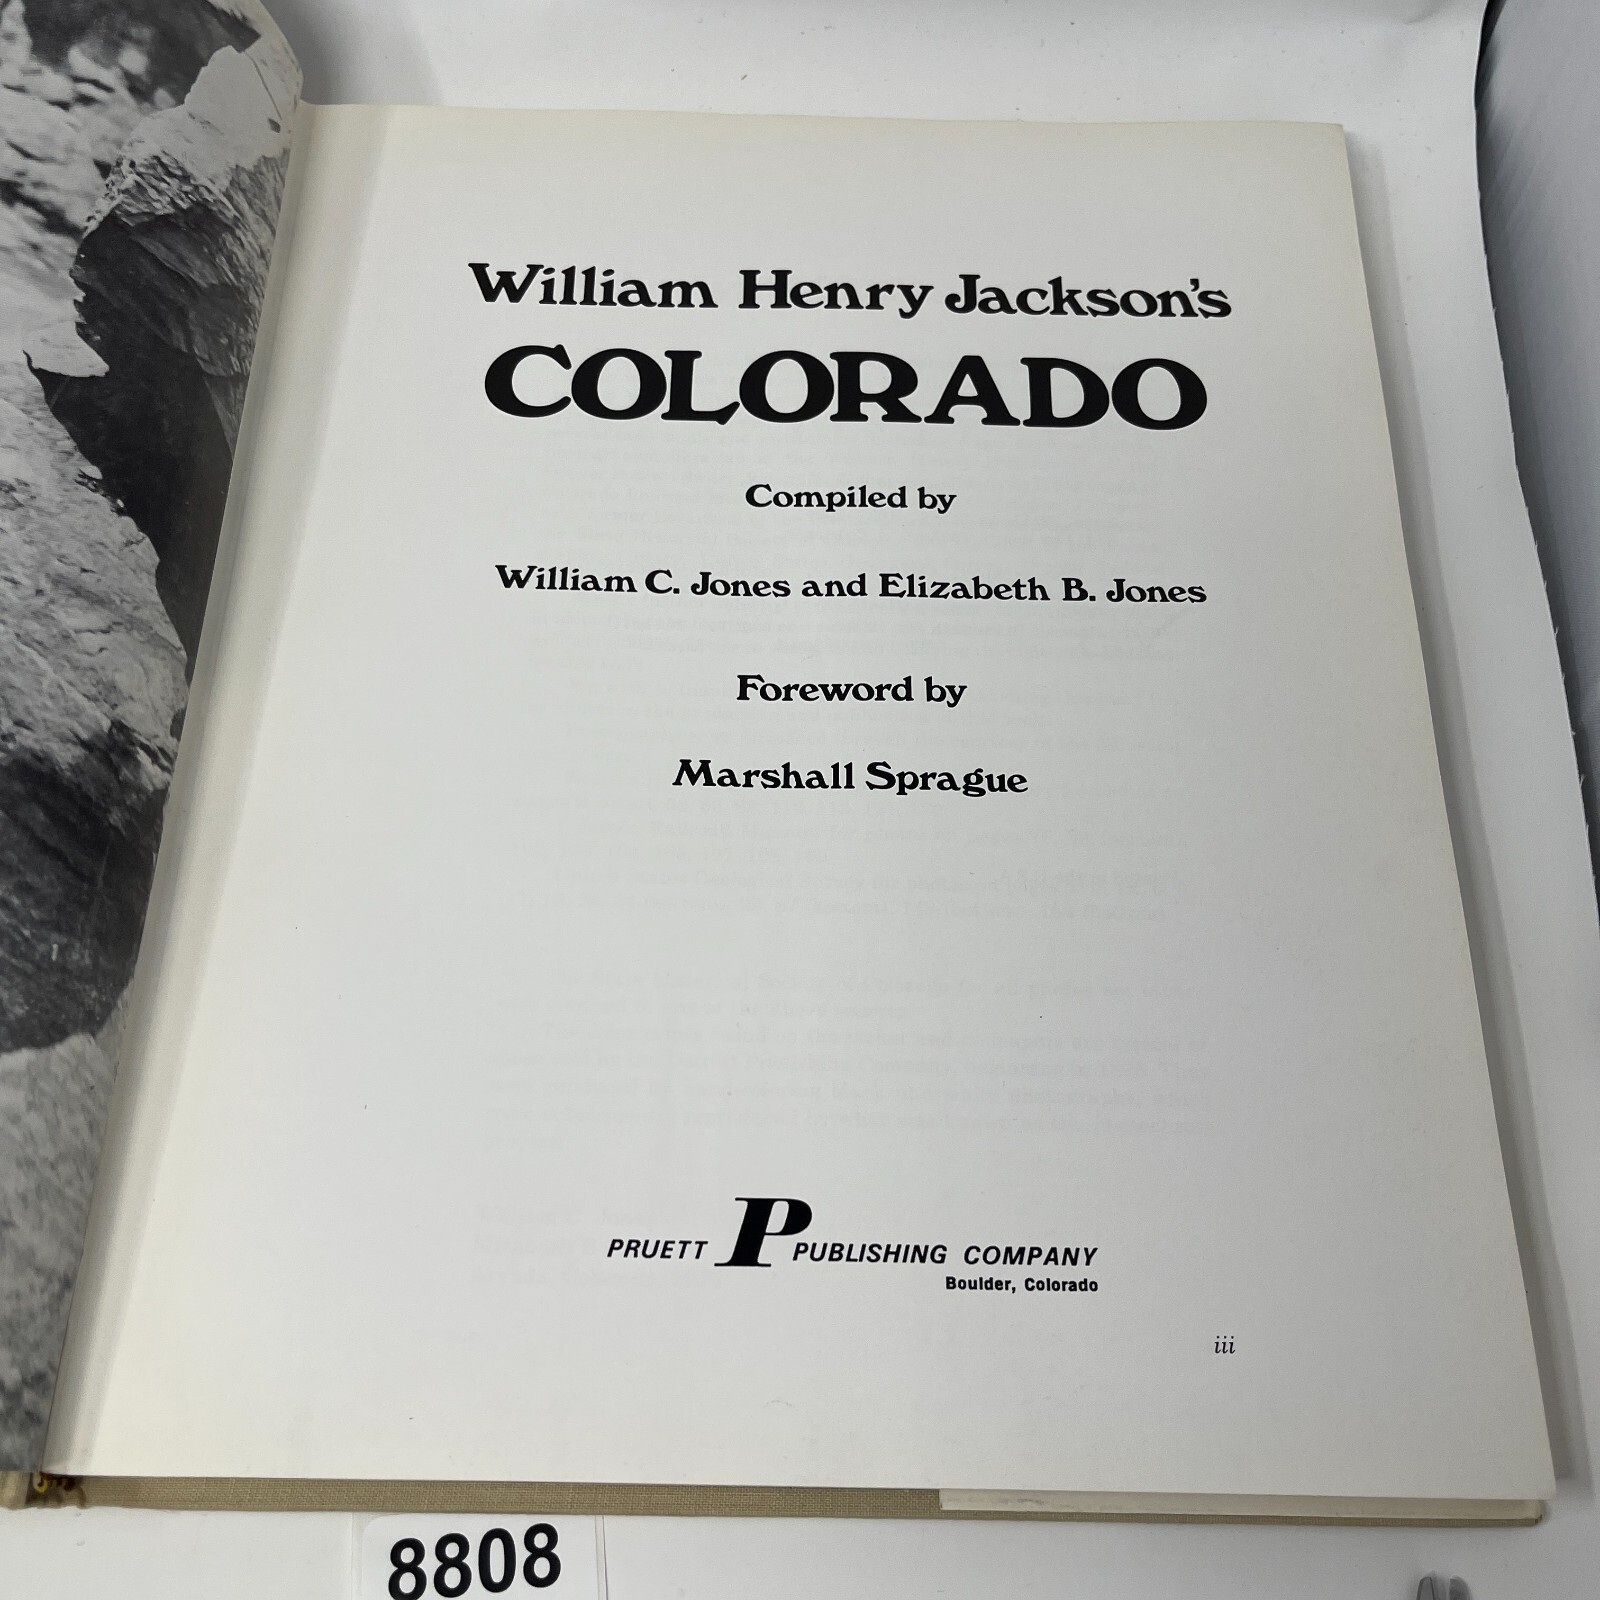 William Henry Jackson's
COLORADO
Compiled by
William C. Jones and Elizabeth B. Jones
Foreword by
Marshall Sprague
PRUETT P PUBLISHING COMPANY
Boulder, Colorado
iii
8808